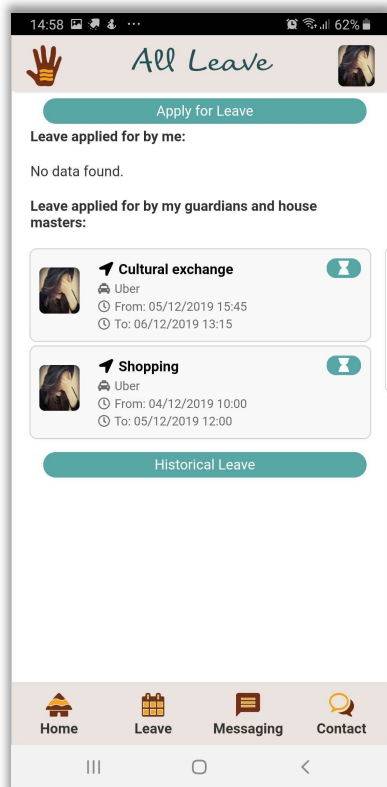 14:58 62%
All Leave
Apply for Leave
Leave applied for by me:
No data found.
Leave applied for by my guardians and house
masters:
Cultural exchange
Uber
From: 05/12/2019 15:45
To: 06/12/2019 13:15
Shopping
Uber
From: 04/12/2019 10:00
To: 05/12/2019 12:00
Historical Leave
Home Leave Messaging Contact